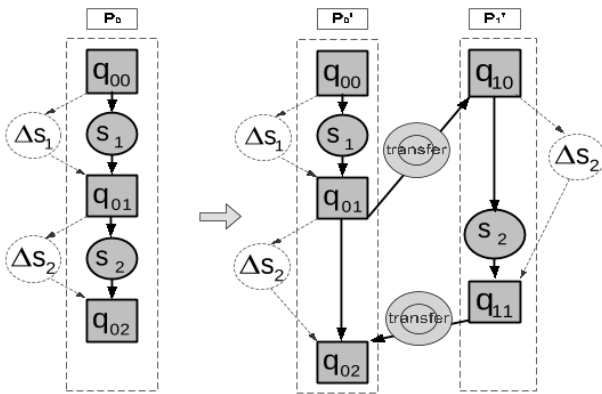 P₀
P₀'
P₁'
q₀₀
Δs₁
s₁
q₀₁
Δs₂
s₂
q₀₂
q₀₀
Δs₁
s₁
q₀₁
Δs₂
q₀₂
transfer
transfer
q₁₀
Δs₂
s₂
q₁₁